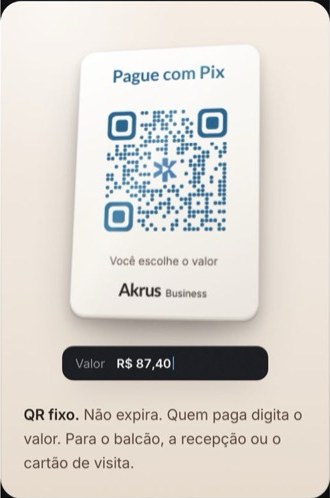 Pague com Pix
Você escolhe o valor
Akrus Business
Valor R$ 87,40
QR fixo. Não expira. Quem paga digita o
valor. Para o balcão, a recepção ou o
cartão de visita.